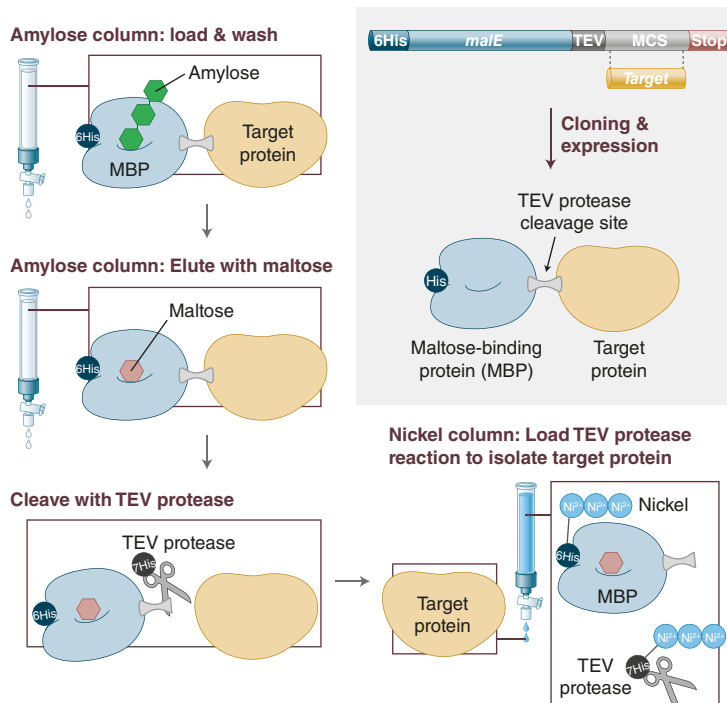 Amylose column: load & wash
Amylose
6His
MBP
Target
protein
Amylose column: Elute with maltose
Maltose
6His
Cleave with TEV protease
TEV protease
7His
6His
6His
malE
TEV
MCS
Stop
Target
Cloning &
expression
TEV protease
cleavage site
His
Maltose-binding
protein (MBP)
Target
protein
Nickel column: Load TEV protease
reaction to isolate target protein
Target
protein
Ni²⁺ Ni²⁺ Ni²⁺ Nickel
6His
MBP
Ni²⁺ Ni²⁺ Ni²⁺
7His
TEV
protease